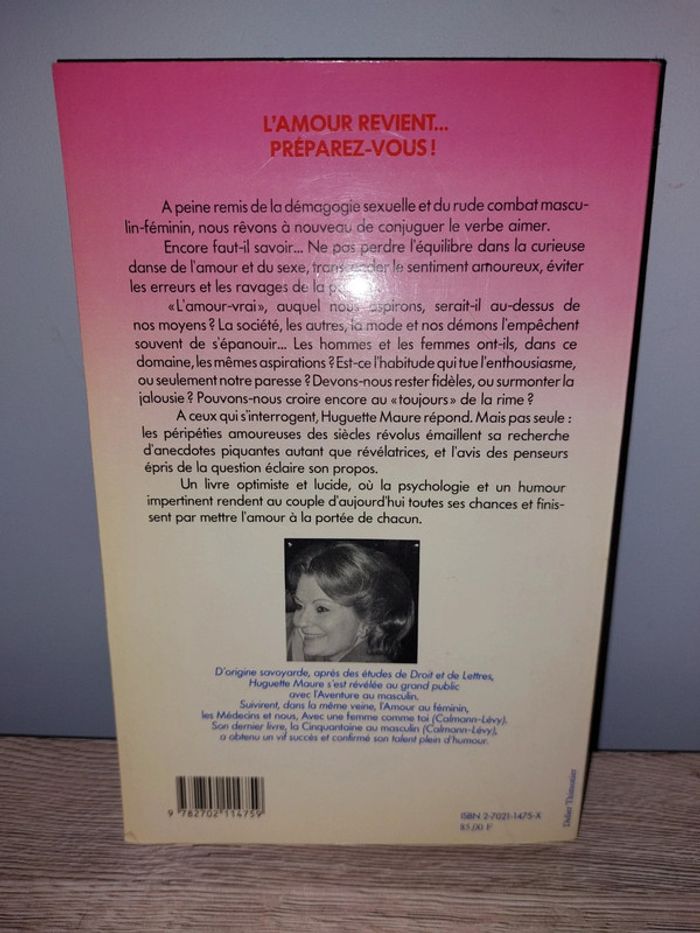 L'AMOUR REVIENT...
PRÉPAREZ-VOUS !
A peine remis de la démagogie sexuelle et du rude combat mascu-
lin-féminin, nous rêvons à nouveau de conjuguer le verbe aimer.
Encore faut-il savoir... Ne pas perdre l'équilibre dans la curieuse
danse de l'amour et du sexe, transcender le sentiment amoureux, éviter
les erreurs et les ravages de la
«L'amour-vrai», auquel nous aspirons, serait-il au-dessus de
nos moyens ? La société, les autres, la mode et nos démons l'empêchent
souvent de s'épanouir... Les hommes et les femmes ont-ils, dans ce
domaine, les mêmes aspirations ? Est-ce l'habitude qui tue l'enthousiasme,
ou seulement notre paresse ? Devons-nous rester fidèles, ou surmonter la
jalousie ? Pouvons-nous croire encore au «toujours» de la rime ?
A ceux qui s'interrogent, Huguette Maure répond. Mais pas seule :
les péripéties amoureuses des siècles révolus émaillent sa recherche
d'anecdotes piquantes autant que révélatrices, et l'avis des penseurs
épris de la question éclaire son propos.
Un livre optimiste et lucide, où la psychologie et un humour
impertinent rendent au couple d'aujourd'hui toutes ses chances et finis-
sent par mettre l'amour à la portée de chacun.
D'origine savoyarde, après des études de Droit et de Lettres,
Huguette Maure s'est révélée au grand public
avec l'Aventure au masculin.
Suivirent, dans la même veine, l'Amour au féminin,
les Médecins et nous, Avec une femme comme toi (Calmann-Lévy).
Son dernier livre, la Cinquantaine au masculin (Calmann-Lévy),
a obtenu un vif succès et confirmé son talent plein d'humour.
9 782702 114759
ISBN 2-7021-1475-X
85,00 F
Didier Thimonier